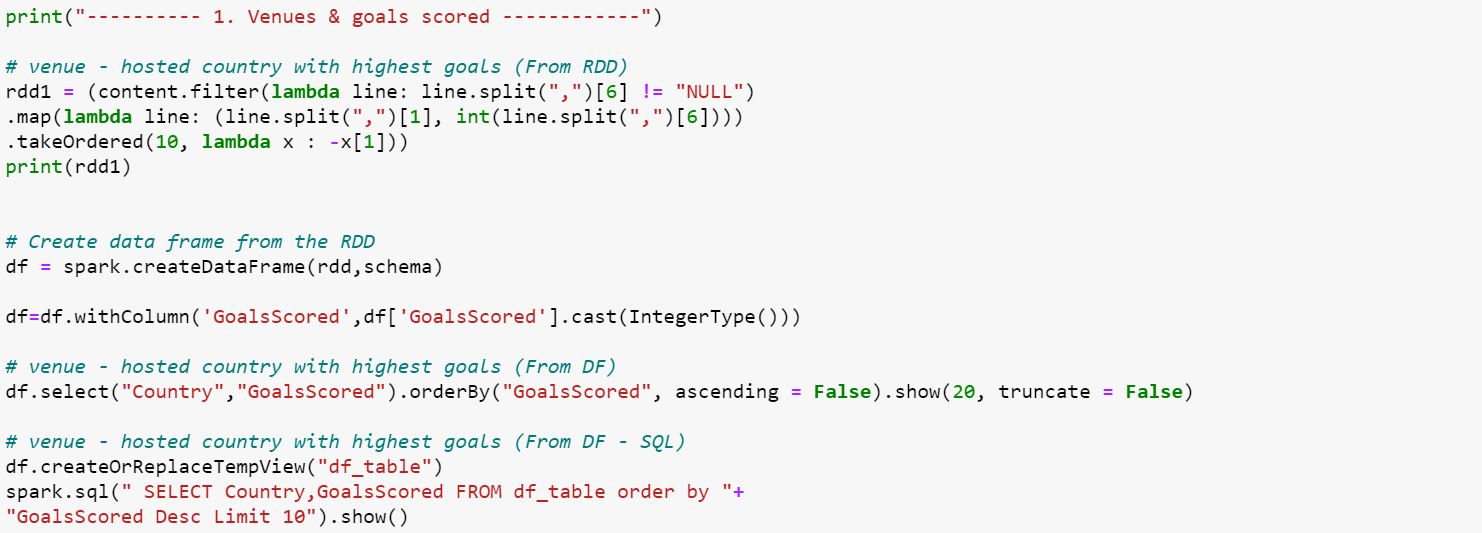 print("---------- 1. Venues & goals scored ------------")
# venue - hosted country with highest goals (From RDD)
rdd1 = (content.filter(lambda line: line.split(",")[6] != "NULL")
.map(lambda line: (line.split(",")[1], int(line.split(",")[6])))
.takeOrdered(10, lambda x : -x[1]))
print(rdd1)
# Create data frame from the RDD
df = spark.createDataFrame(rdd,schema)
df=df.withColumn('GoalsScored',df['GoalsScored'].cast(IntegerType()))
# venue - hosted country with highest goals (From DF)
df.select("Country","GoalsScored").orderBy("GoalsScored", ascending = False).show(20, truncate = False)
# venue - hosted country with highest goals (From DF - SQL)
df.createOrReplaceTempView("df_table")
spark.sql(" SELECT Country,GoalsScored FROM df_table order by "+
"GoalsScored Desc Limit 10").show()